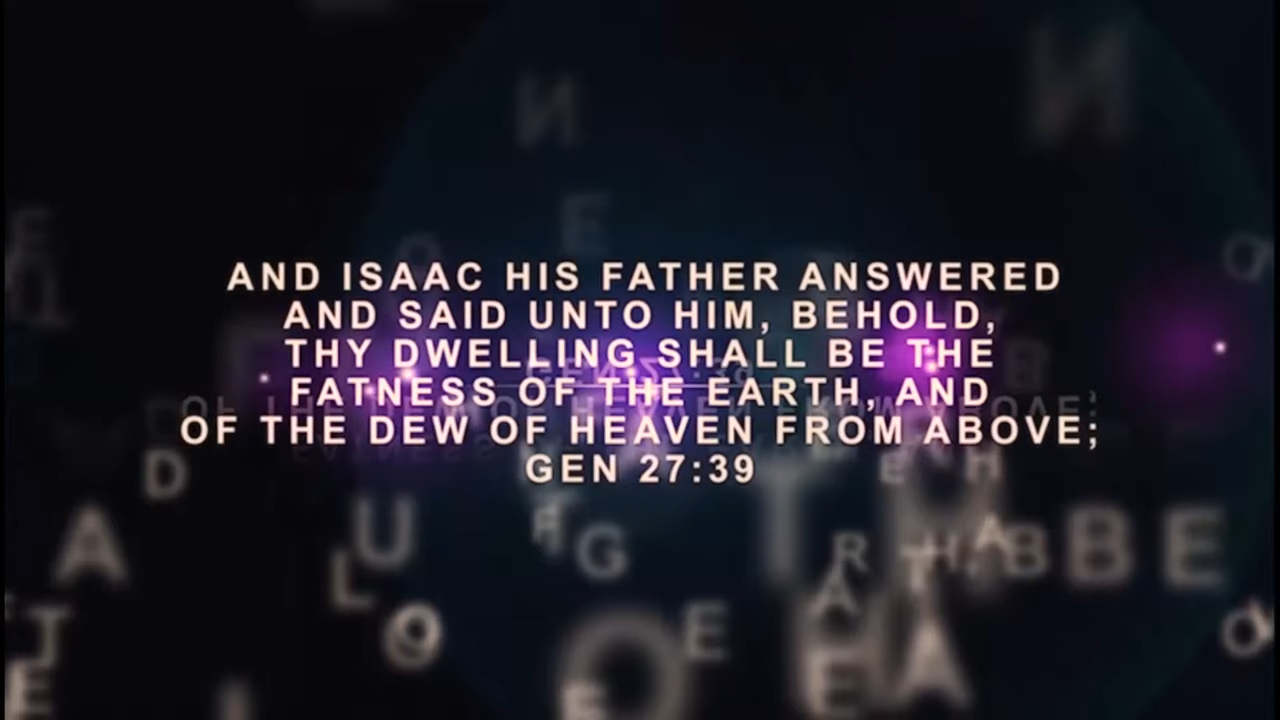 AND ISAAC HIS FATHER ANSWERED
AND SAID UNTO HIM, BEHOLD,
THY DWELLING SHALL BE THE
FATNESS OF THE EARTH, AND
OF THE DEW OF HEAVEN FROM ABOVE;
GEN 27:39